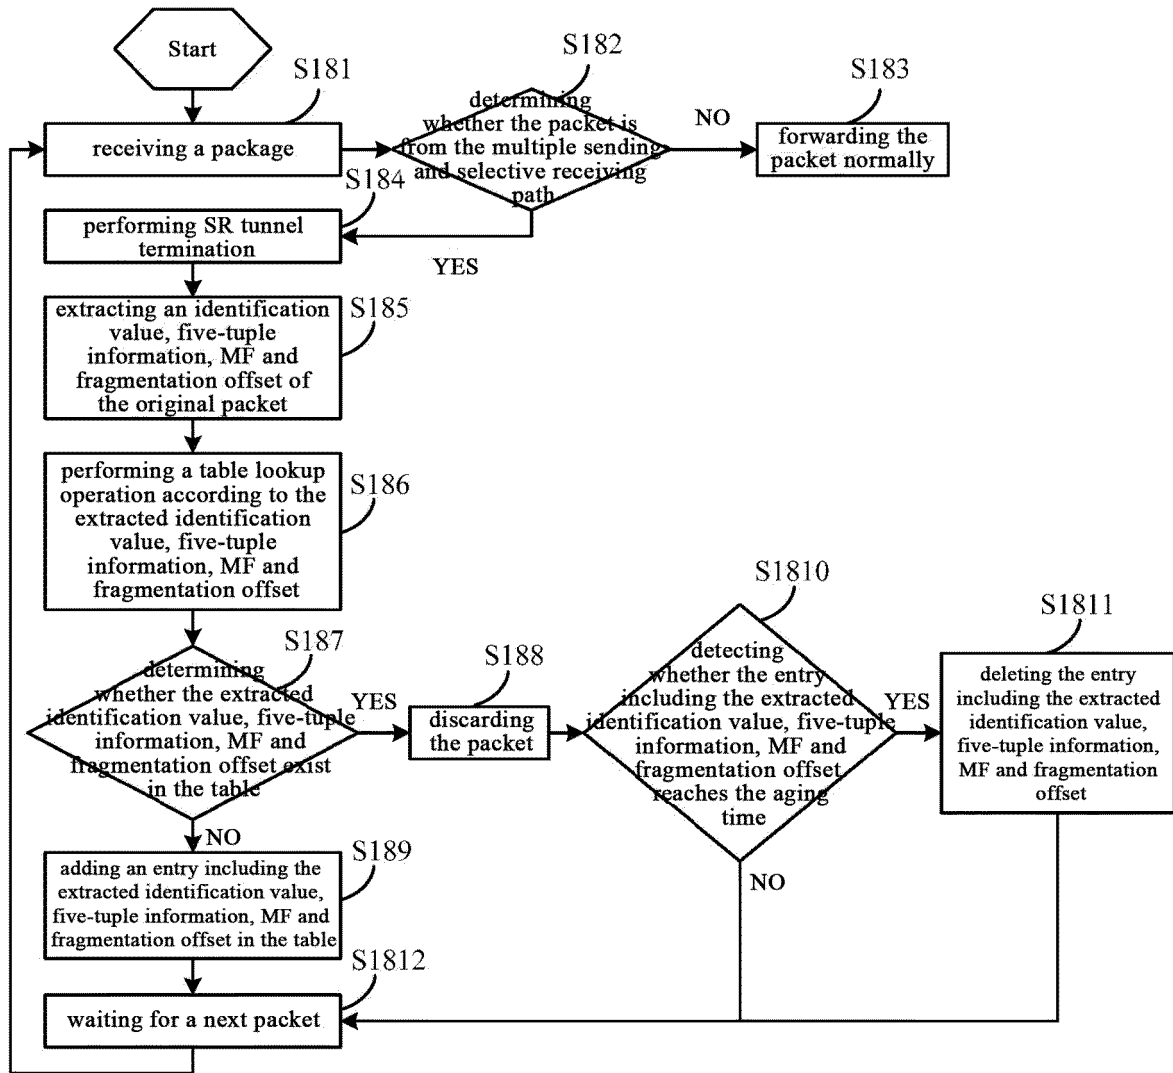 Start
S181
receiving a package
S182
determining
whether the packet is
from the multiple sending
and selective receiving
path
NO
S183
forwarding the
packet normally
YES
S184
performing SR tunnel
termination
S185
extracting an identification
value, five-tuple
information, MF and
fragmentation offset of
the original packet
S186
performing a table lookup
operation according to the
extracted identification
value, five-tuple
information, MF and
fragmentation offset
S187
determining
whether the extracted
identification value, five-tuple
information, MF and
fragmentation offset exist
in the table
YES
S188
discarding
the packet
S1810
detecting
whether the entry
including the extracted
identification value, five-tuple
information, MF and
fragmentation offset
reaches the aging
time
YES
S1811
deleting the entry
including the extracted
identification value,
five-tuple information,
MF and fragmentation
offset
NO
NO
S189
adding an entry including the
extracted identification value,
five-tuple information, MF and
fragmentation offset in the table
S1812
waiting for a next packet